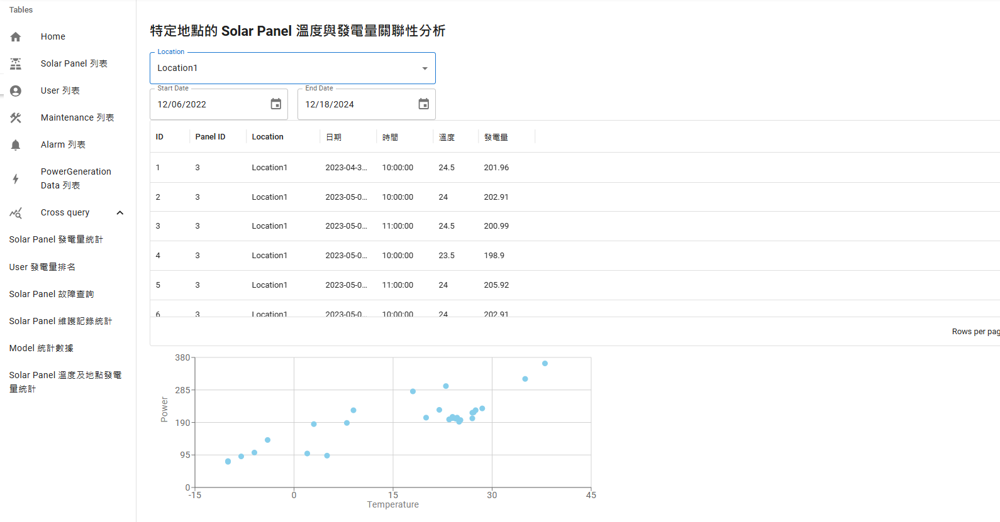 Tables
Home
Solar Panel 列表
User 列表
Maintenance 列表
Alarm 列表
PowerGeneration
Data 列表
Cross query
Solar Panel 發電量統計
User 發電量排名
Solar Panel 故障查詢
Solar Panel 維護記錄統計
Model 統計數據
Solar Panel 溫度及地點發電
量統計
特定地點的 Solar Panel 溫度與發電量關聯性分析
Location
Location1
Start Date
12/06/2022
End Date
12/18/2024
ID Panel ID Location 日期 時間 溫度 發電量
1 3 Location1 2023-04-3... 10:00:00 24.5 201.96
2 3 Location1 2023-05-0... 10:00:00 24 202.91
3 3 Location1 2023-05-0... 11:00:00 24.5 200.99
4 3 Location1 2023-05-0... 10:00:00 23.5 198.9
5 3 Location1 2023-05-0... 11:00:00 24 205.92
6 3 Location1 2023-05-0... 10:00:00 24 202.91
Rows per pag
380
285
190
95
0
Power
-15 0 15 30 45
Temperature